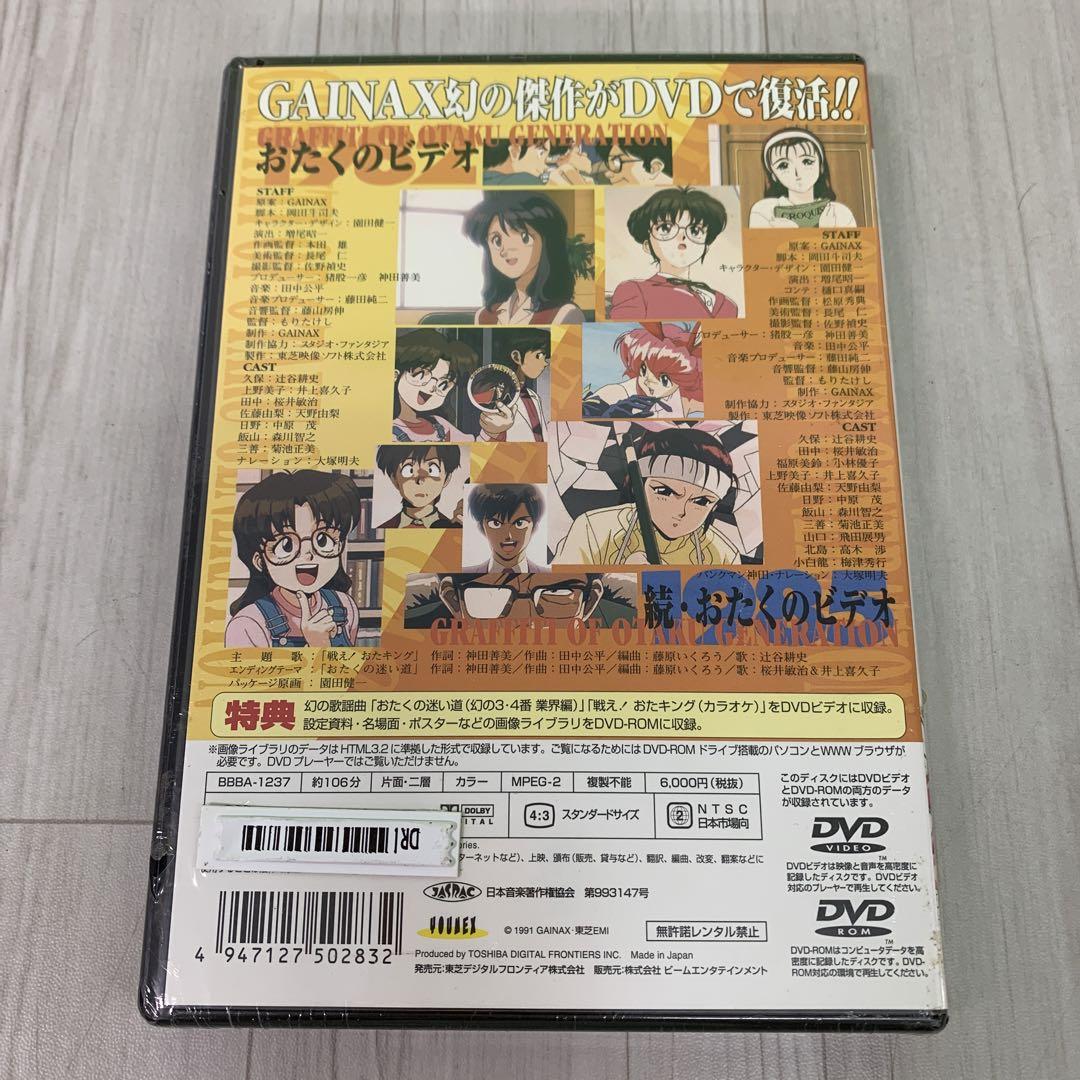 GAINAX幻の傑作がDVDで復活!!
GRAFFITI OF OTAKU GENERATION
おたくのビデオ
STAFF
原案：GAINAX
脚本：岡田斗司夫
キャラクター・デザイン：園田健一
演出：増尾昭一
作画監督：本田 雄
美術監督：長尾 仁
撮影監督：佐野禎史
プロデューサー：猪股一彦 神田善美
音楽：田中公平
音楽プロデューサー：藤田純二
音響監督：藤山房伸
監督：もりたけし
制作：GAINAX
制作協力：スタジオ・ファンタジア
製作：東芝映像ソフト株式会社
CAST
久保：辻谷耕史
上野美子：井上喜久子
田中：桜井敏治
佐藤由梨：天野由梨
日野：中原 茂
飯山：森川智之
三善：菊池正美
ナレーション：大塚明夫
CROQUIS
STAFF
原案：GAINAX
脚本：岡田斗司夫
キャラクター・デザイン：園田健一
演出：増尾昭一
コンテ：樋口真嗣
作画監督：松原秀典
美術監督：長尾 仁
撮影監督：佐野禎史
プロデューサー：猪股一彦 神田善美
音楽：田中公平
音楽プロデューサー：藤田純二
音響監督：藤山房伸
監督：もりたけし
制作：GAINAX
制作協力：スタジオ・ファンタジア
製作：東芝映像ソフト株式会社
CAST
久保：辻谷耕史
田中：桜井敏治
福原美鈴：小林優子
上野美子：井上喜久子
佐藤由梨：天野由梨
日野：中原 茂
飯山：森川智之
三善：菊池正美
山口：飛田展男
北島：高木 渉
小白龍：梅津秀行
バンクマン神田・ナレーション：大塚明夫
続・おたくのビデオ
GRAFFITI OF OTAKU GENERATION
主題歌：「戦え！おたキング」 作詞：神田善美／作曲：田中公平／編曲：藤原いくろう／歌：辻谷耕史
エンディングテーマ：「おたくの迷い道」 作詞：神田善美／作曲：田中公平／編曲：藤原いくろう／歌：桜井敏治＆井上喜久子
パッケージ原画：園田健一
特典 幻の歌謡曲「おたくの迷い道（幻の3・4番 業界編）」「戦え！おたキング（カラオケ）」をDVDビデオに収録。
設定資料・名場面・ポスターなどの画像ライブラリをDVD-ROMに収録。
※画像ライブラリのデータはHTML3.2に準拠した形式で収録しています。ご覧になるためにはDVD-ROMドライブ搭載のパソコンとWWWブラウザが
必要です。DVDプレーヤーではご覧いただけません。
BBBA-1237 約106分 片面・二層 カラー MPEG-2 複製不能 6,000円（税抜）
DOLBY
DIGITAL
4:3 スタンダードサイズ
2 NTSC
日本市場向
DR1
ターネットなど）、上映、頒布（販売、貸与など）、翻訳、編曲、改変、翻案などに
JASRAC 日本音楽著作権協会 第993147号
YOUMEX
© 1991 GAINAX・東芝EMI
無許諾レンタル禁止
Produced by TOSHIBA DIGITAL FRONTIERS INC. Made in Japan
発売元：東芝デジタルフロンティア株式会社 販売元：株式会社 ビームエンタテインメント
4 947127 502832
このディスクにはDVDビデオ
とDVD-ROMの両方のデータ
が収録されています。
DVD
VIDEO
TM
DVDビデオは映像と音声を高密度に
記録したディスクです。DVDビデオ
対応のプレーヤーで再生してください。
DVD
ROM
TM
DVD-ROMはコンピュータデータを高
密度に記録したディスクです。DVD-
ROM対応の環境で再生してください。